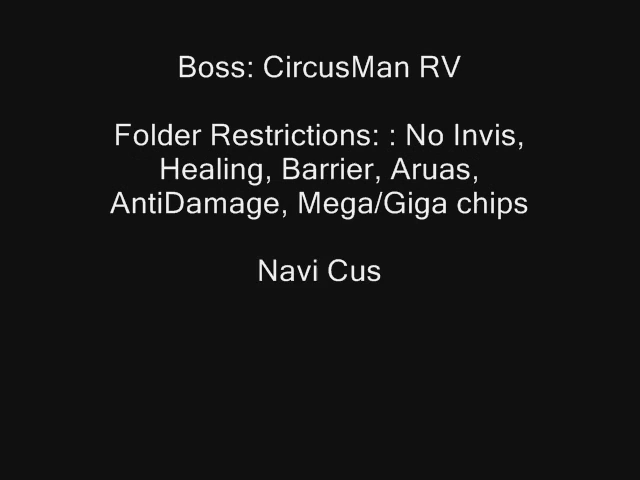 Boss: CircusMan RV
Folder Restrictions: : No Invis,
Healing, Barrier, Aruas,
AntiDamage, Mega/Giga chips
Navi Cus